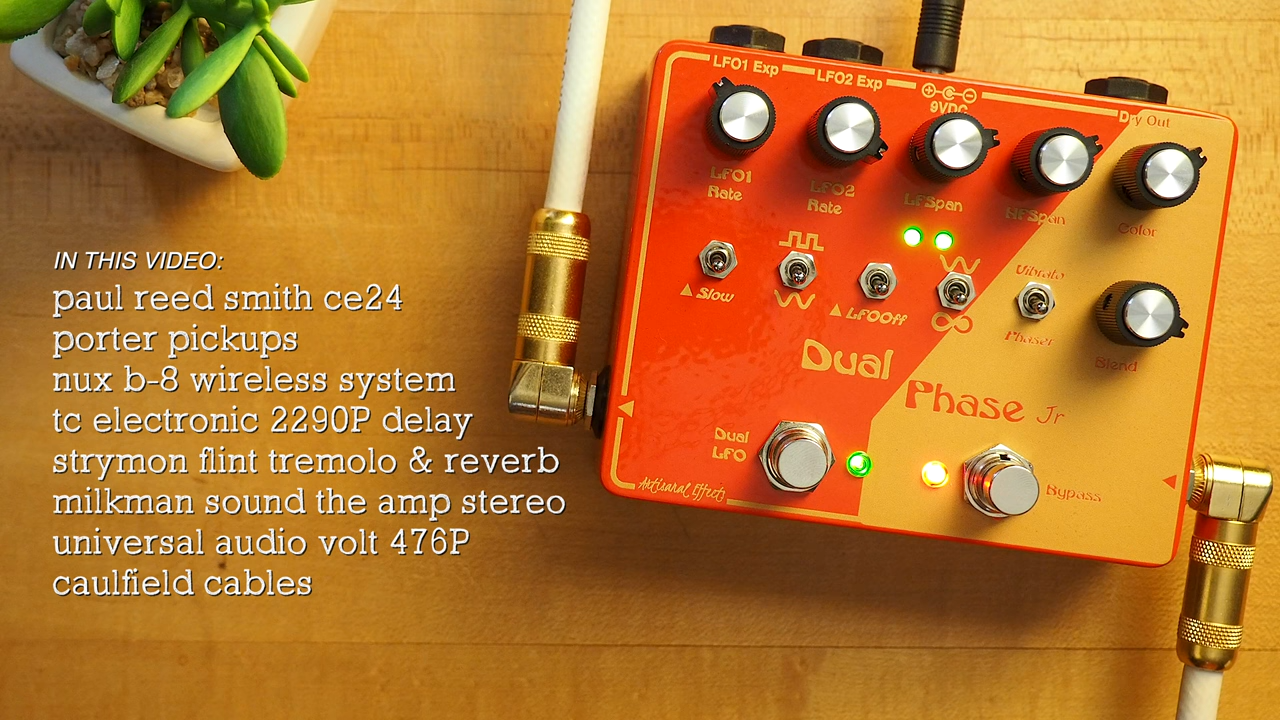 IN THIS VIDEO:
paul reed smith ce24
porter pickups
nux b-8 wireless system
tc electronic 2290P delay
strymon flint tremolo & reverb
milkman sound the amp stereo
universal audio volt 476P
caulfield cables
LFO1 Exp
LFO2 Exp
9VDC
Dry Out
LFO1
Rate
LFO2
Rate
LFSpan
HFSpan
Color
Slow
LFOOff
Vibrato
Phaser
Blend
Dual
Phase Jr
Dual
LFO
Bypass
Artisanal Effects